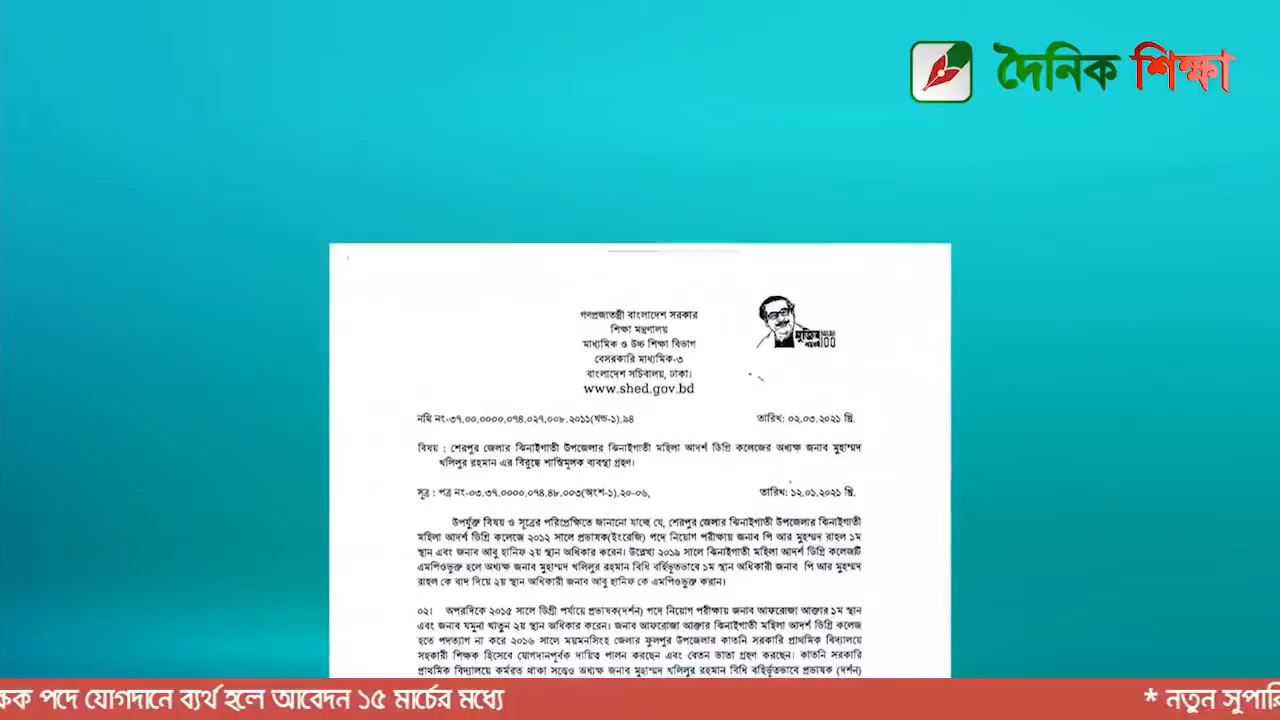 দৈনিক শিক্ষা
গণপ্রজাতন্ত্রী বাংলাদেশ সরকার
শিক্ষা মন্ত্রণালয়
মাধ্যমিক ও উচ্চ শিক্ষা বিভাগ
বেসরকারি মাধ্যমিক-৩
বাংলাদেশ সচিবালয়, ঢাকা।
www.shed.gov.bd
মুজিব 100
নথি নং-৩৭.০০.০০০০.০৭৪.০২৭.০০৮.২০১১(খন্ড-১).৯৪ তারিখ: ০২.০৩.২০২১ খ্রি.
বিষয় : শেরপুর জেলার ঝিনাইগাতী উপজেলার ঝিনাইগাতী মহিলা আদর্শ ডিগ্রি কলেজের অধ্যক্ষ জনাব মুহাম্মদ
খলিলুর রহমান এর বিরুদ্ধে শাস্তিমূলক ব্যবস্থা গ্রহণ।
সূত্র : পত্র নং-০৩.৩৭.০০০০.০৭৪.৪৮.০০৩(অংশ-১).২০-০৬, তারিখ: ১২.০১.২০২১ খ্রি.
উপর্যুক্ত বিষয় ও সূত্রের পরিপ্রেক্ষিতে জানানো যাচ্ছে যে, শেরপুর জেলার ঝিনাইগাতী উপজেলার ঝিনাইগাতী
মহিলা আদর্শ ডিগ্রি কলেজে ২০১২ সালে প্রভাষক(ইংরেজি) পদে নিয়োগ পরীক্ষায় জনাব পি আর মুহম্মদ রাহল ১ম
স্থান এবং জনাব আবু হানিফ ২য় স্থান অধিকার করেন। উল্লেখ্য ২০১৯ সালে ঝিনাইগাতী মহিলা আদর্শ ডিগ্রি কলেজটি
এমপিওভুক্ত হলে অধ্যক্ষ জনাব মুহাম্মদ খলিলুর রহমান বিধি বর্হিভূতভাবে ১ম স্থান অধিকারী জনাব পি আর মুহম্মদ
রাহল কে বাদ দিয়ে ২য় স্থান অধিকারী জনাব আবু হানিফ কে এমপিওভুক্ত করান।
০২। অপরদিকে ২০১৫ সালে ডিগ্রী পর্যায়ে প্রভাষক(দর্শন) পদে নিয়োগ পরীক্ষায় জনাব আফরোজা আক্তার ১ম স্থান
এবং জনাব যমুনা খাতুন ২য় স্থান অধিকার করেন। জনাব আফরোজা আক্তার ঝিনাইগাতী মহিলা আদর্শ ডিগ্রি কলেজ
হতে পদত্যাগ না করে ২০১৬ সালে ময়মনসিংহ জেলার ফুলপুর উপজেলার কাতনি সরকারি প্রাথমিক বিদ্যালয়ে
সহকারী শিক্ষক হিসেবে যোগদানপূর্বক দায়িত্ব পালন করছেন এবং বেতন ভাতা গ্রহণ করছেন। কাতনি সরকারি
প্রাথমিক বিদ্যালয়ে কর্মরত থাকা সত্ত্বেও অধ্যক্ষ জনাব মুহাম্মদ খলিলুর রহমান বিধি বহির্ভূতভাবে প্রভাষক (দর্শন)
ক্ষক পদে যোগদানে ব্যর্থ হলে আবেদন ১৫ মার্চের মধ্যে * নতুন সুপারি